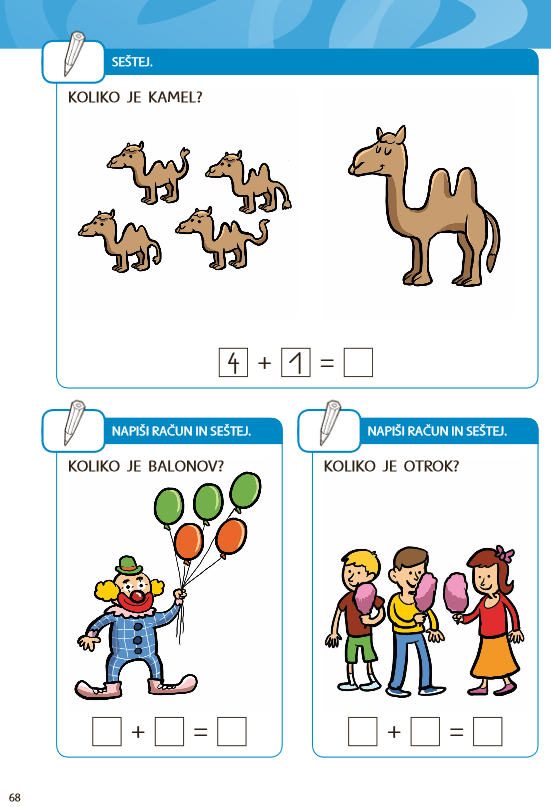 SEŠTEJ.
KOLIKO JE KAMEL?
4 + 1 =
NAPIŠI RAČUN IN SEŠTEJ.
KOLIKO JE BALONOV?
+ =
NAPIŠI RAČUN IN SEŠTEJ.
KOLIKO JE OTROK?
+ =
68